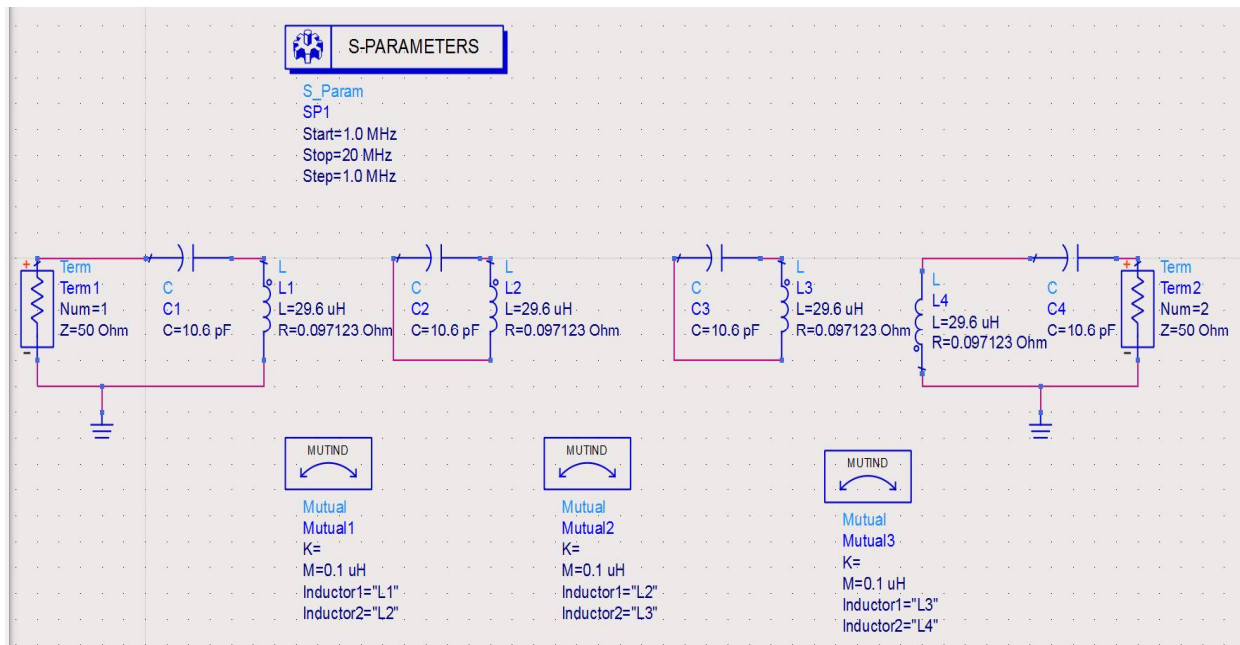 S-PARAMETERS
S_Param
SP1
Start=1.0 MHz
Stop=20 MHz
Step=1.0 MHz
+
Term
Term1
Num=1
Z=50 Ohm
-
C
C1
C=10.6 pF
L
L1
L=29.6 uH
R=0.097123 Ohm
C
C2
C=10.6 pF
L
L2
L=29.6 uH
R=0.097123 Ohm
C
C3
C=10.6 pF
L
L3
L=29.6 uH
R=0.097123 Ohm
L
L4
L=29.6 uH
R=0.097123 Ohm
C
C4
C=10.6 pF
+
Term
Term2
Num=2
Z=50 Ohm
-
MUTIND
Mutual
Mutual1
K=
M=0.1 uH
Inductor1="L1"
Inductor2="L2"
MUTIND
Mutual
Mutual2
K=
M=0.1 uH
Inductor1="L2"
Inductor2="L3"
MUTIND
Mutual
Mutual3
K=
M=0.1 uH
Inductor1="L3"
Inductor2="L4"